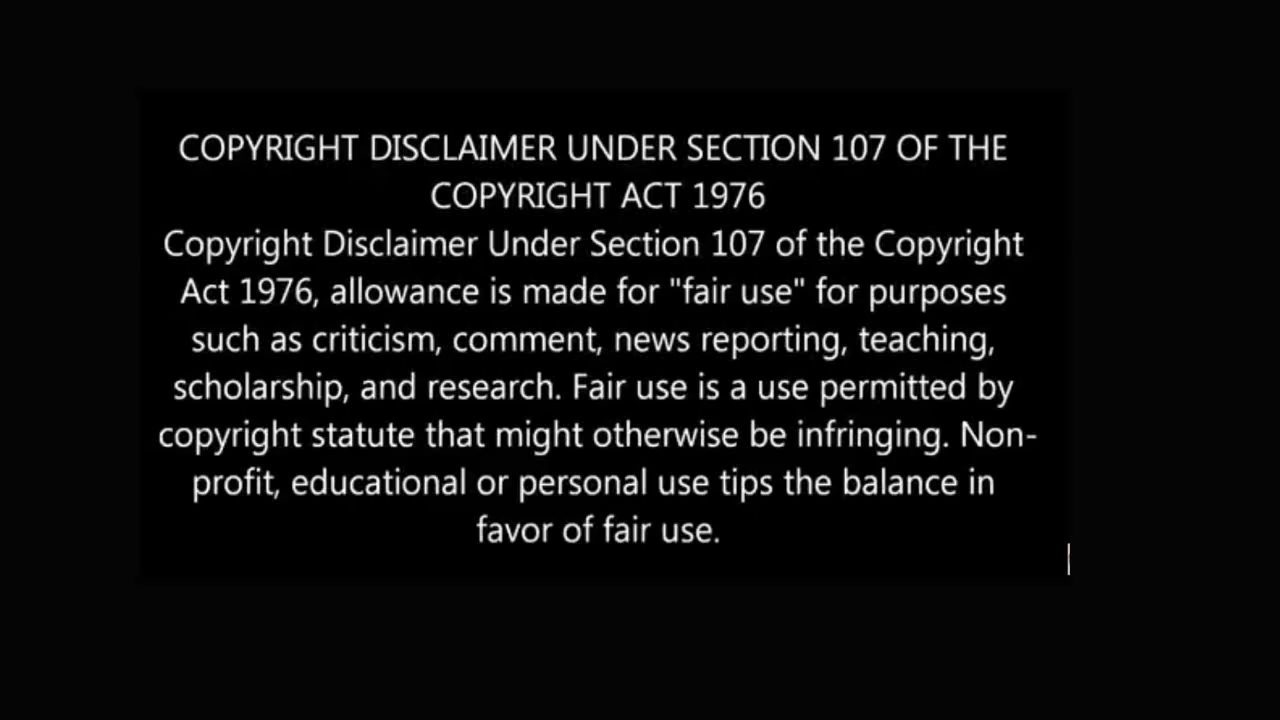 COPYRIGHT DISCLAIMER UNDER SECTION 107 OF THE
COPYRIGHT ACT 1976
Copyright Disclaimer Under Section 107 of the Copyright
Act 1976, allowance is made for "fair use" for purposes
such as criticism, comment, news reporting, teaching,
scholarship, and research. Fair use is a use permitted by
copyright statute that might otherwise be infringing. Non-
profit, educational or personal use tips the balance in
favor of fair use.